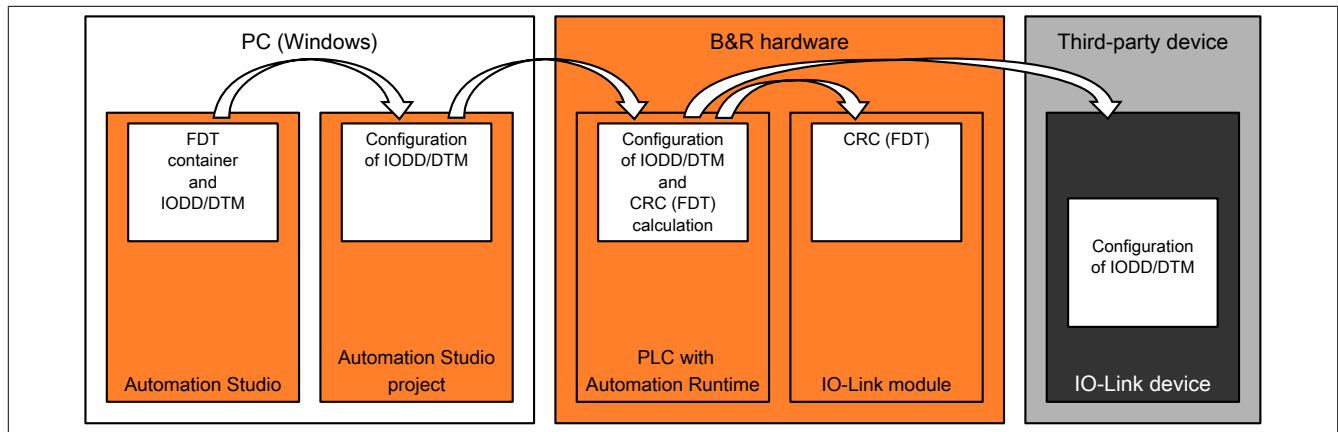 PC (Windows)
B&R hardware
Third-party device
FDT
container
and
IODD/DTM
Configuration
of IODD/DTM
Configuration
of IODD/DTM
and
CRC (FDT)
calculation
CRC (FDT)
Configuration
of IODD/DTM
Automation Studio
Automation Studio
project
PLC with
Automation Runtime
IO-Link module
IO-Link device